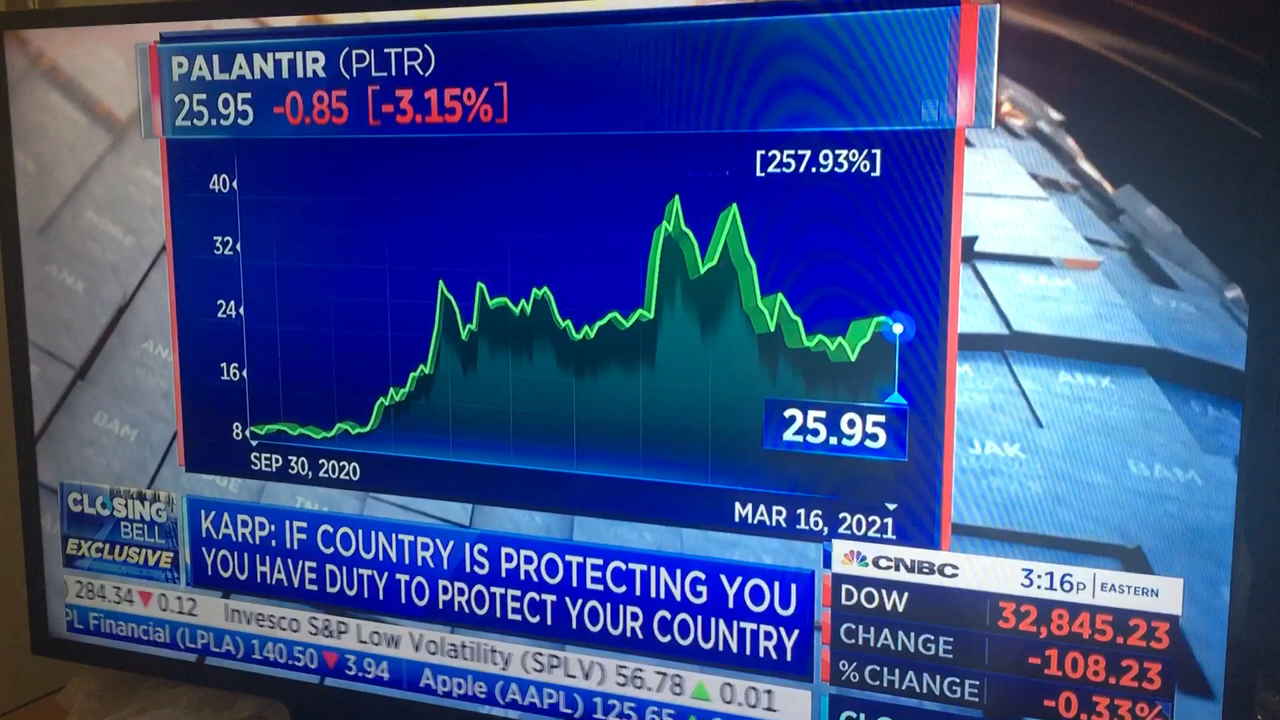 PALANTIR (PLTR)
25.95 -0.85 [-3.15%]
[257.93%]
40
32
24
16
8
25.95
SEP 30, 2020
MAR 16, 2021
BAM
JAK
BAM
CLOSING
BELL
EXCLUSIVE
KARP: IF COUNTRY IS PROTECTING YOU
YOU HAVE DUTY TO PROTECT YOUR COUNTRY
CNBC 3:16P | EASTERN
DOW 32,845.23
CHANGE -108.23
% CHANGE -0.33%
) 284.34 ▼ 0.12 Invesco S&P Low Volatility (SPLV) 56.78 ▲ 0.01
PL Financial (LPLA) 140.50 ▼ 3.94 Apple (AAPL) 125.65